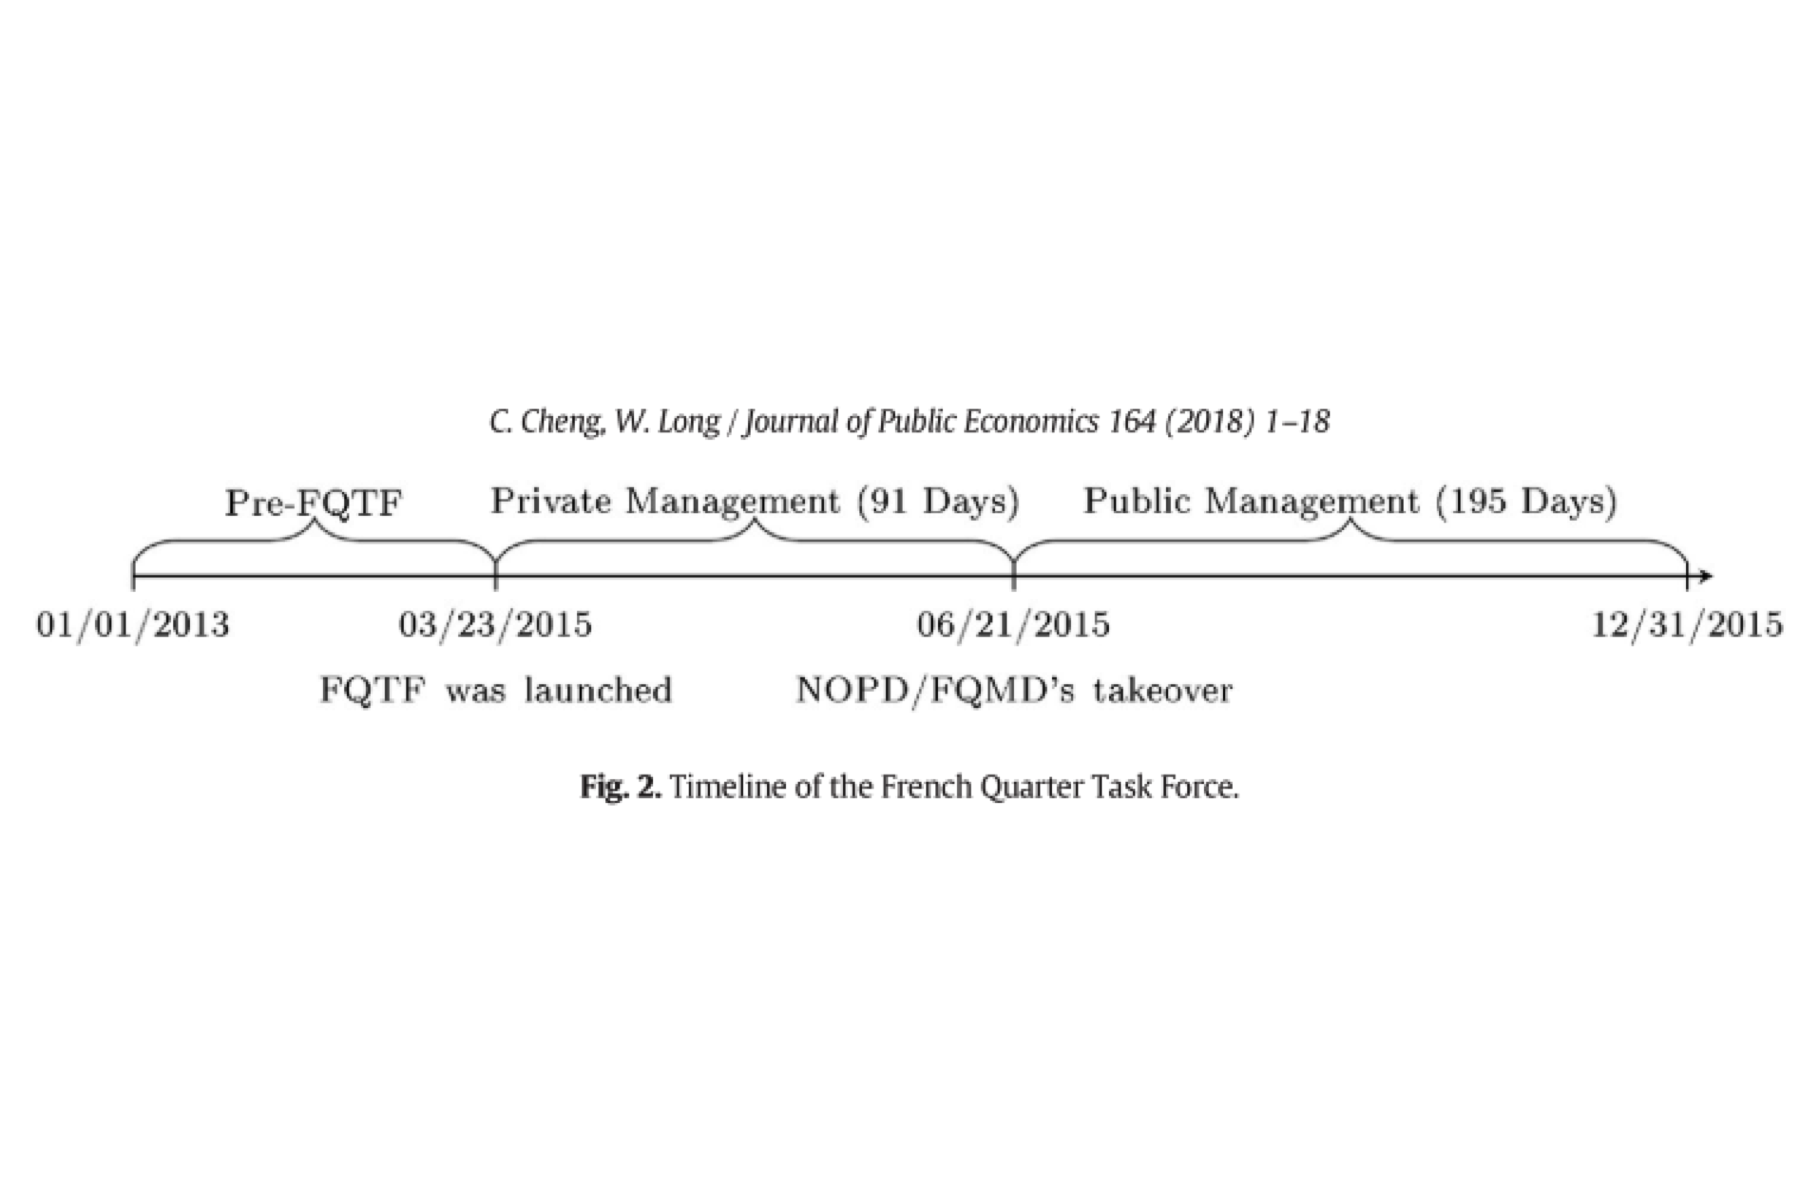 C. Cheng, W. Long / Journal of Public Economics 164 (2018) 1–18
Pre-FQTF Private Management (91 Days) Public Management (195 Days)
01/01/2013 03/23/2015 06/21/2015 12/31/2015
FQTF was launched NOPD/FQMD's takeover
Fig. 2. Timeline of the French Quarter Task Force.